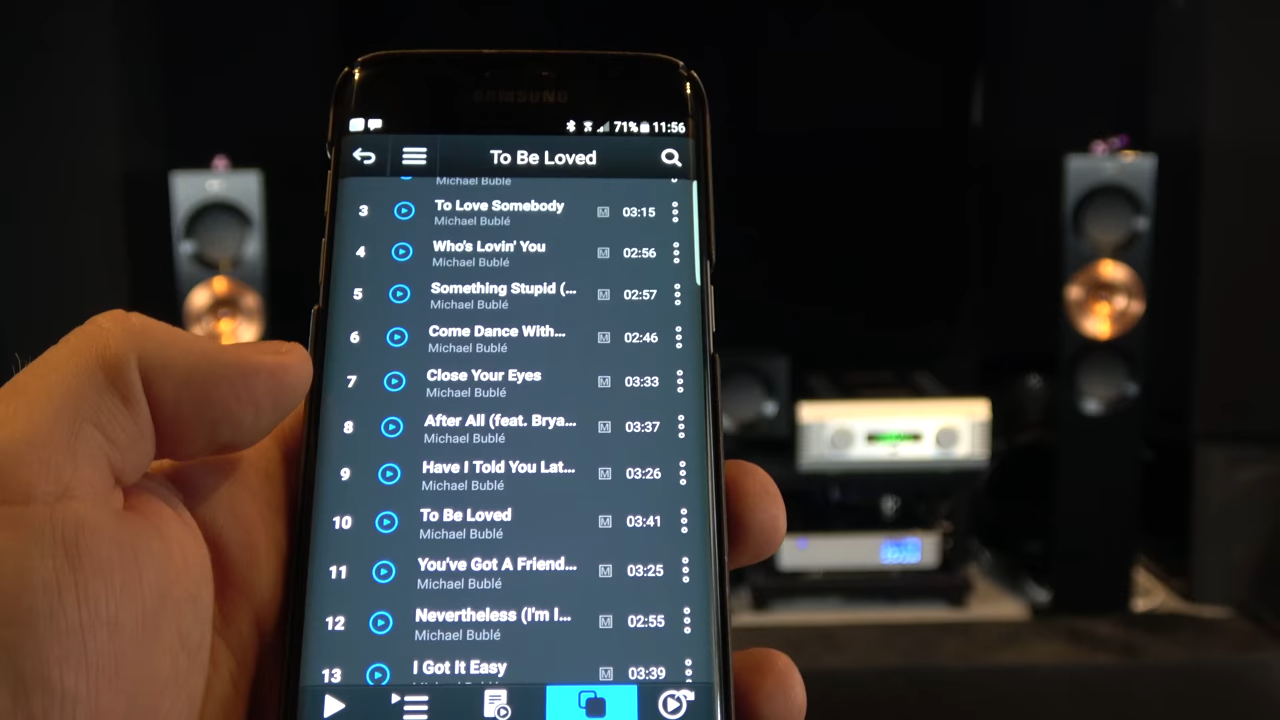 SAMSUNG
71% 11:56
To Be Loved
Michael Bublé
3 To Love Somebody M 03:15
Michael Bublé
4 Who's Lovin' You M 02:56
Michael Bublé
5 Something Stupid (... M 02:57
Michael Bublé
6 Come Dance With... M 02:46
Michael Bublé
7 Close Your Eyes M 03:33
Michael Bublé
8 After All (feat. Brya... M 03:37
Michael Bublé
9 Have I Told You Lat... M 03:26
Michael Bublé
10 To Be Loved M 03:41
Michael Bublé
11 You've Got A Friend... M 03:25
Michael Bublé
12 Nevertheless (I'm I... M 02:55
Michael Bublé
13 I Got It Easy M 03:39